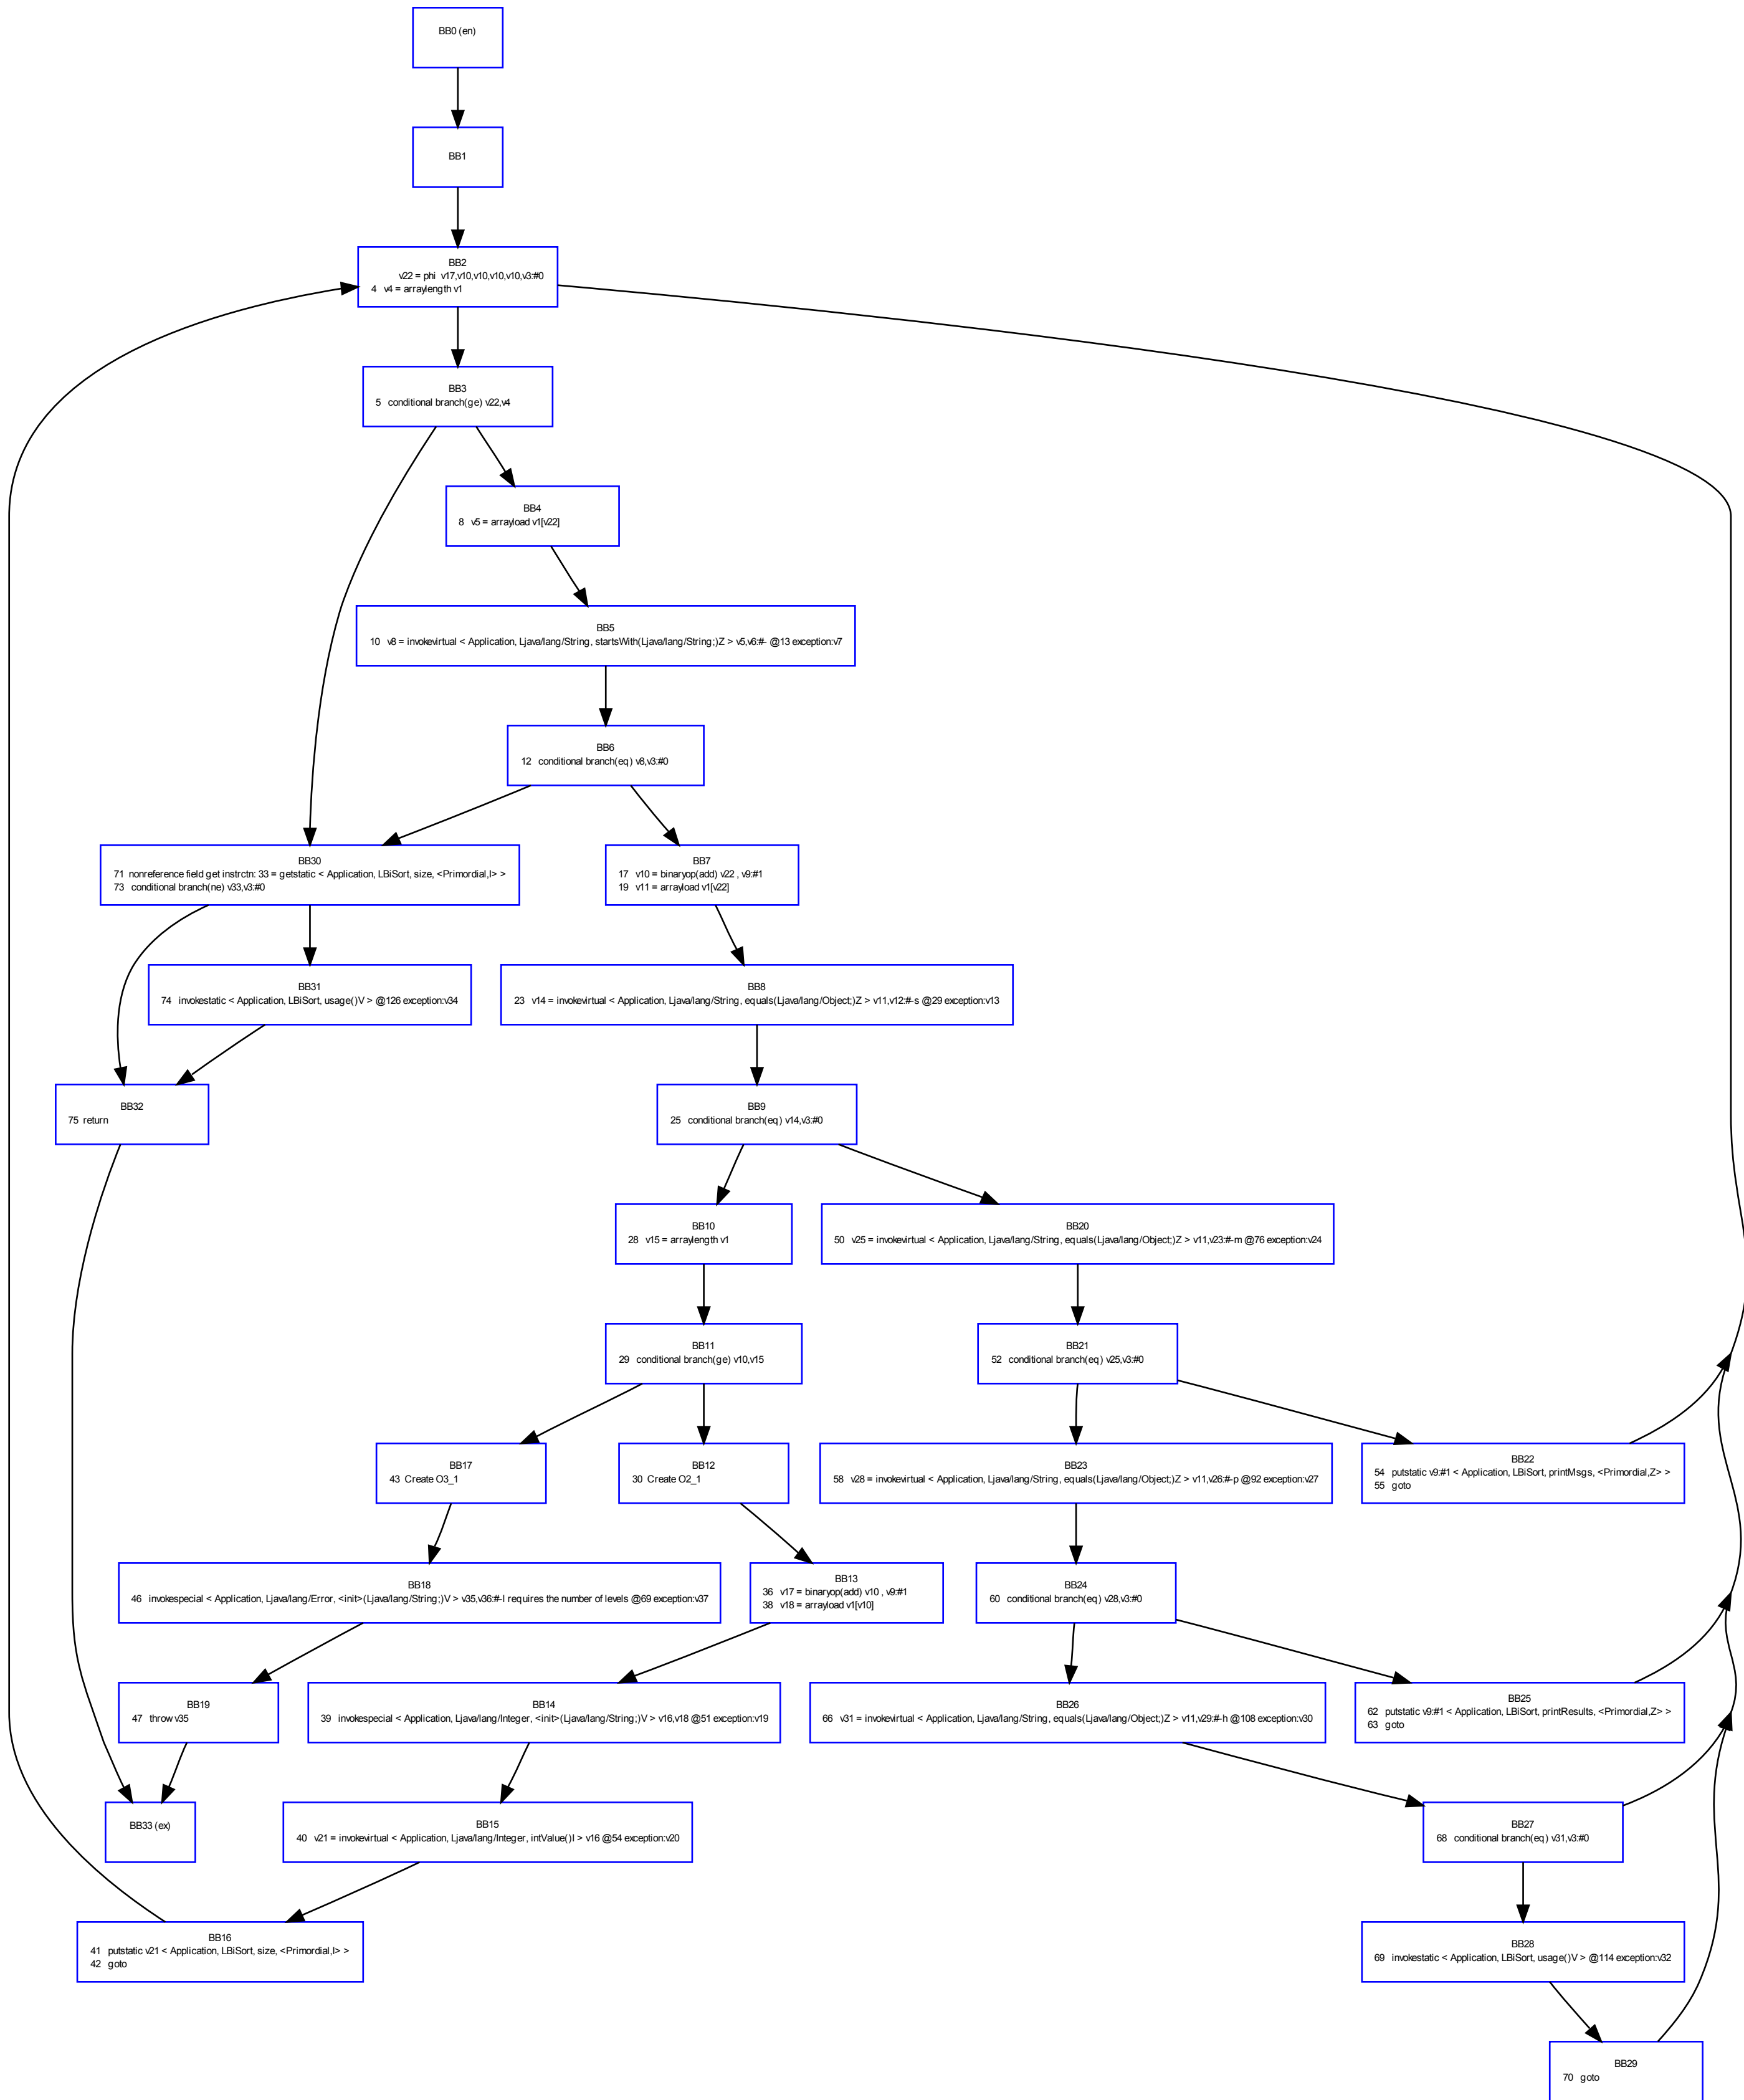 BB0 (en)
BB1
BB2
v22 = phi v17,v10,v10,v10,v10,v3:#0
4 v4 = arraylength v1
BB3
5 conditional branch(ge) v22,v4
BB4
8 v5 = arrayload v1[v22]
BB5
10 v8 = invokevirtual < Application, Ljava/lang/String, startsWith(Ljava/lang/String;)Z > v5,v6:#- @13 exception:v7
BB6
12 conditional branch(eq) v8,v3:#0
BB30
71 nonreference field get instrctn: 33 = getstatic < Application, LBiSort, size, <Primordial,I> >
73 conditional branch(ne) v33,v3:#0
BB7
17 v10 = binaryop(add) v22 , v9:#1
19 v11 = arrayload v1[v22]
BB31
74 invokestatic < Application, LBiSort, usage()V > @126 exception:v34
BB8
23 v14 = invokevirtual < Application, Ljava/lang/String, equals(Ljava/lang/Object;)Z > v11,v12:#-s @29 exception:v13
BB32
75 return
BB9
25 conditional branch(eq) v14,v3:#0
BB10
28 v15 = arraylength v1
BB20
50 v25 = invokevirtual < Application, Ljava/lang/String, equals(Ljava/lang/Object;)Z > v11,v23:#-m @76 exception:v24
BB11
29 conditional branch(ge) v10,v15
BB21
52 conditional branch(eq) v25,v3:#0
BB17
43 Create O3_1
BB12
30 Create O2_1
BB23
58 v28 = invokevirtual < Application, Ljava/lang/String, equals(Ljava/lang/Object;)Z > v11,v26:#-p @92 exception:v27
BB22
54 putstatic v9:#1 < Application, LBiSort, printMsgs, <Primordial,Z> >
55 goto
BB18
46 invokespecial < Application, Ljava/lang/Error, <init>(Ljava/lang/String;)V > v35,v36:#-l requires the number of levels @69 exception:v37
BB13
36 v17 = binaryop(add) v10 , v9:#1
38 v18 = arrayload v1[v10]
BB24
60 conditional branch(eq) v28,v3:#0
BB19
47 throw v35
BB14
39 invokespecial < Application, Ljava/lang/Integer, <init>(Ljava/lang/String;)V > v16,v18 @51 exception:v19
BB26
66 v31 = invokevirtual < Application, Ljava/lang/String, equals(Ljava/lang/Object;)Z > v11,v29:#-h @108 exception:v30
BB25
62 putstatic v9:#1 < Application, LBiSort, printResults, <Primordial,Z> >
63 goto
BB33 (ex)
BB15
40 v21 = invokevirtual < Application, Ljava/lang/Integer, intValue()I > v16 @54 exception:v20
BB27
68 conditional branch(eq) v31,v3:#0
BB16
41 putstatic v21 < Application, LBiSort, size, <Primordial,I> >
42 goto
BB28
69 invokestatic < Application, LBiSort, usage()V > @114 exception:v32
BB29
70 goto